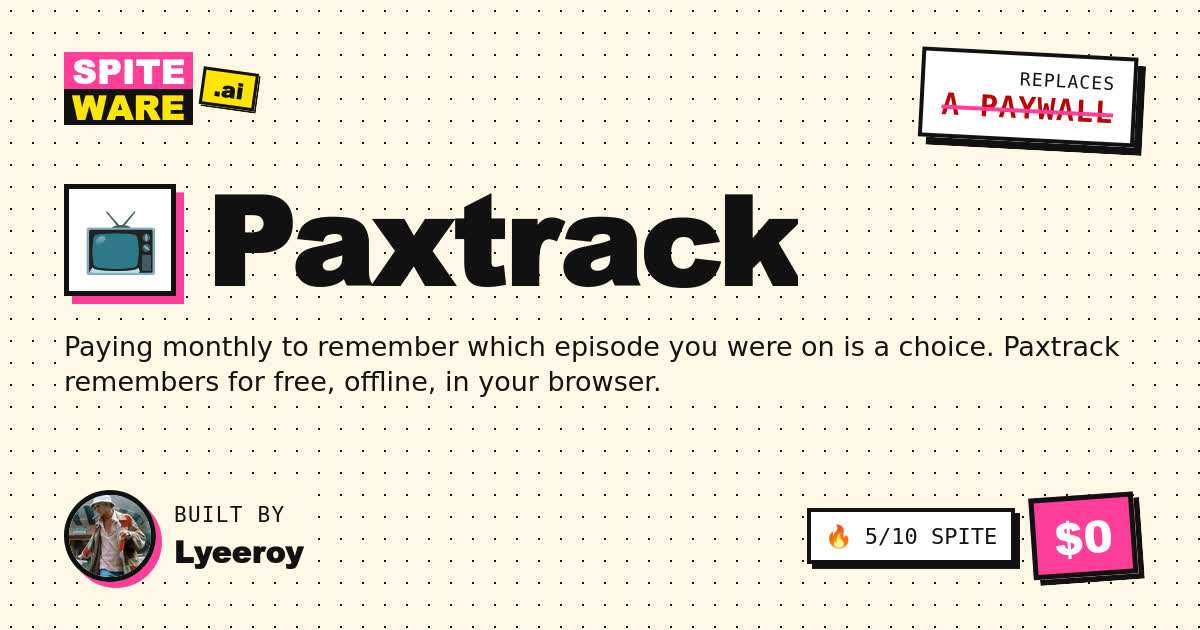 SPITE
WARE
.ai
REPLACES
A PAYWALL
Paxtrack
Paying monthly to remember which episode you were on is a choice. Paxtrack
remembers for free, offline, in your browser.
BUILT BY
Lyeeroy
🔥 5/10 SPITE
$0